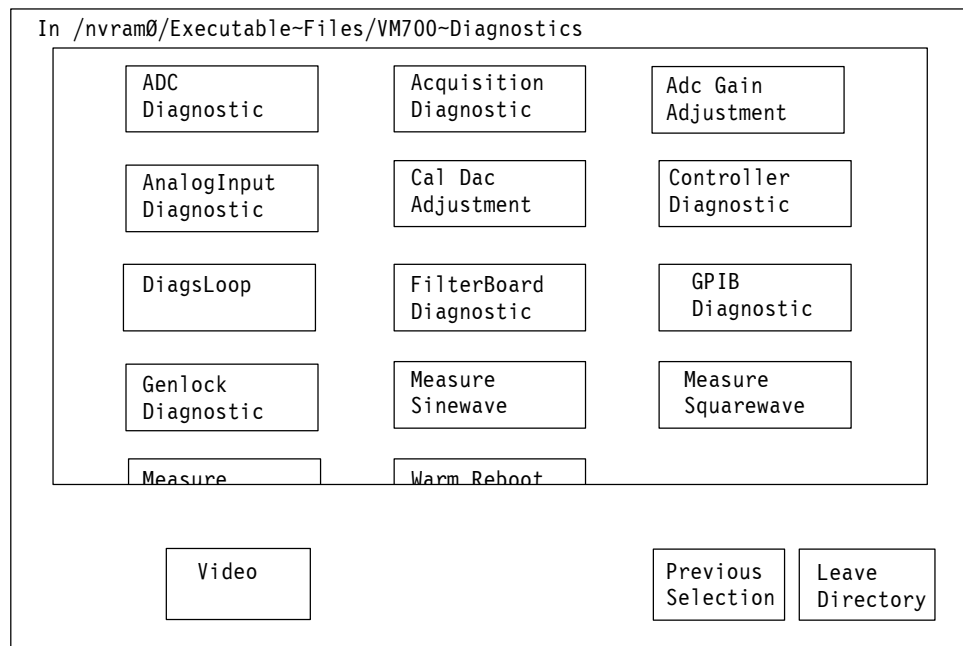 In /nvramØ/Executable~Files/VM700~Diagnostics
ADC
Diagnostic
Acquisition
Diagnostic
Adc Gain
Adjustment
AnalogInput
Diagnostic
Cal Dac
Adjustment
Controller
Diagnostic
DiagsLoop
FilterBoard
Diagnostic
GPIB
Diagnostic
Genlock
Diagnostic
Measure
Sinewave
Measure
Squarewave
Measure
Warm Reboot
Video
Previous
Selection
Leave
Directory